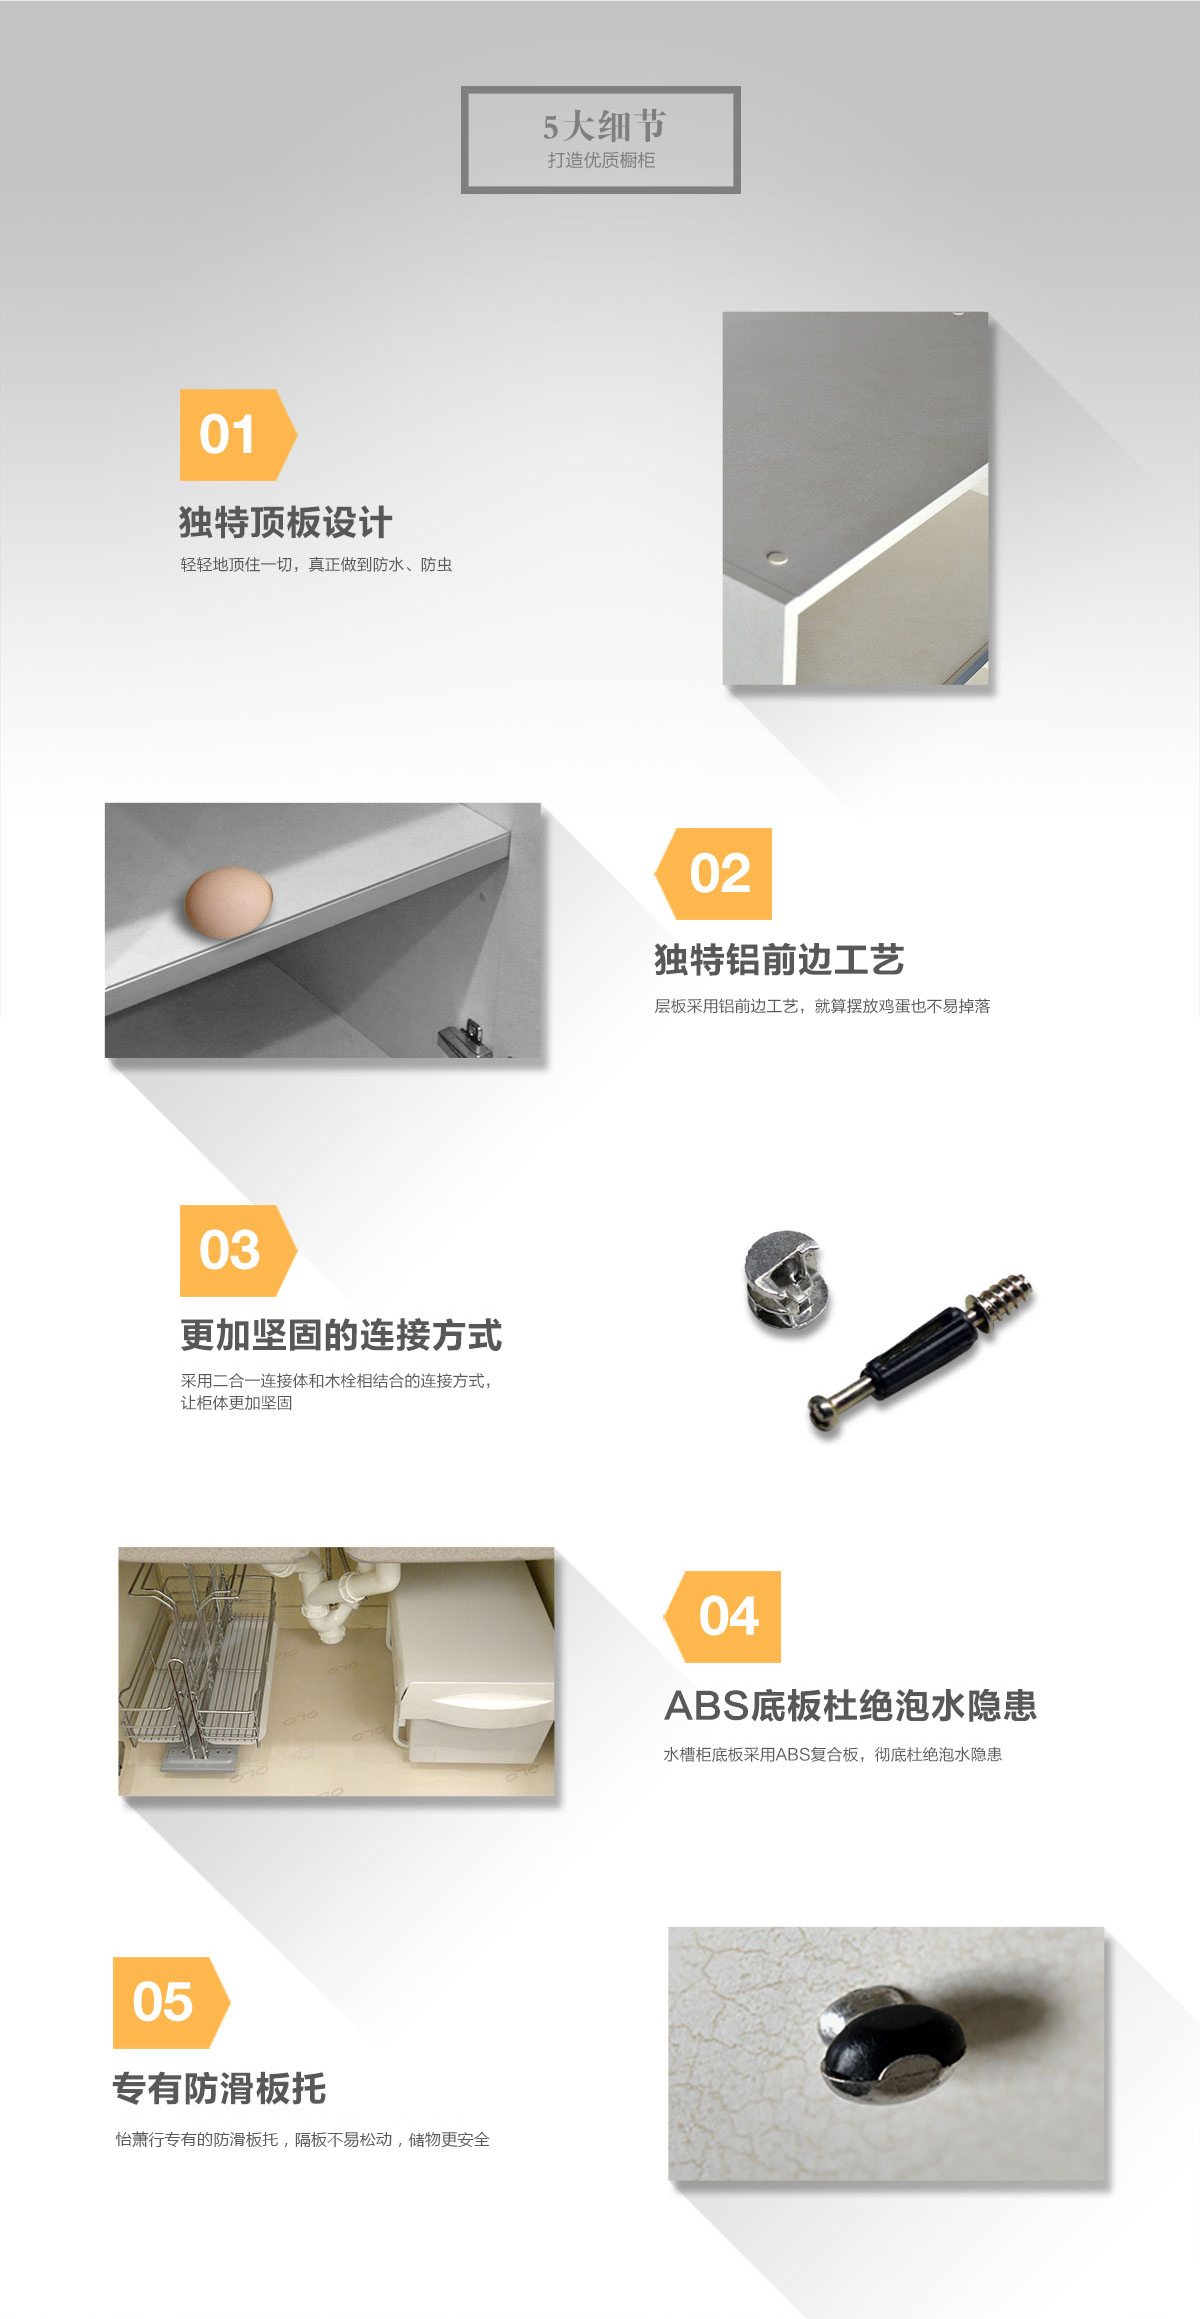 5大细节
打造优质橱柜
01
独特顶板设计
轻轻地顶住一切，真正做到防水、防虫
02
独特铝前边工艺
层板采用铝前边工艺，就算摆放鸡蛋也不易掉落
03
更加坚固的连接方式
采用二合一连接体和木栓相结合的连接方式，
让柜体更加坚固
04
ABS底板杜绝泡水隐患
水槽柜底板采用ABS复合板，彻底杜绝泡水隐患
OLO
OLO
OLO
OLO
05
专有防滑板托
怡萧行专有的防滑板托，隔板不易松动，储物更安全